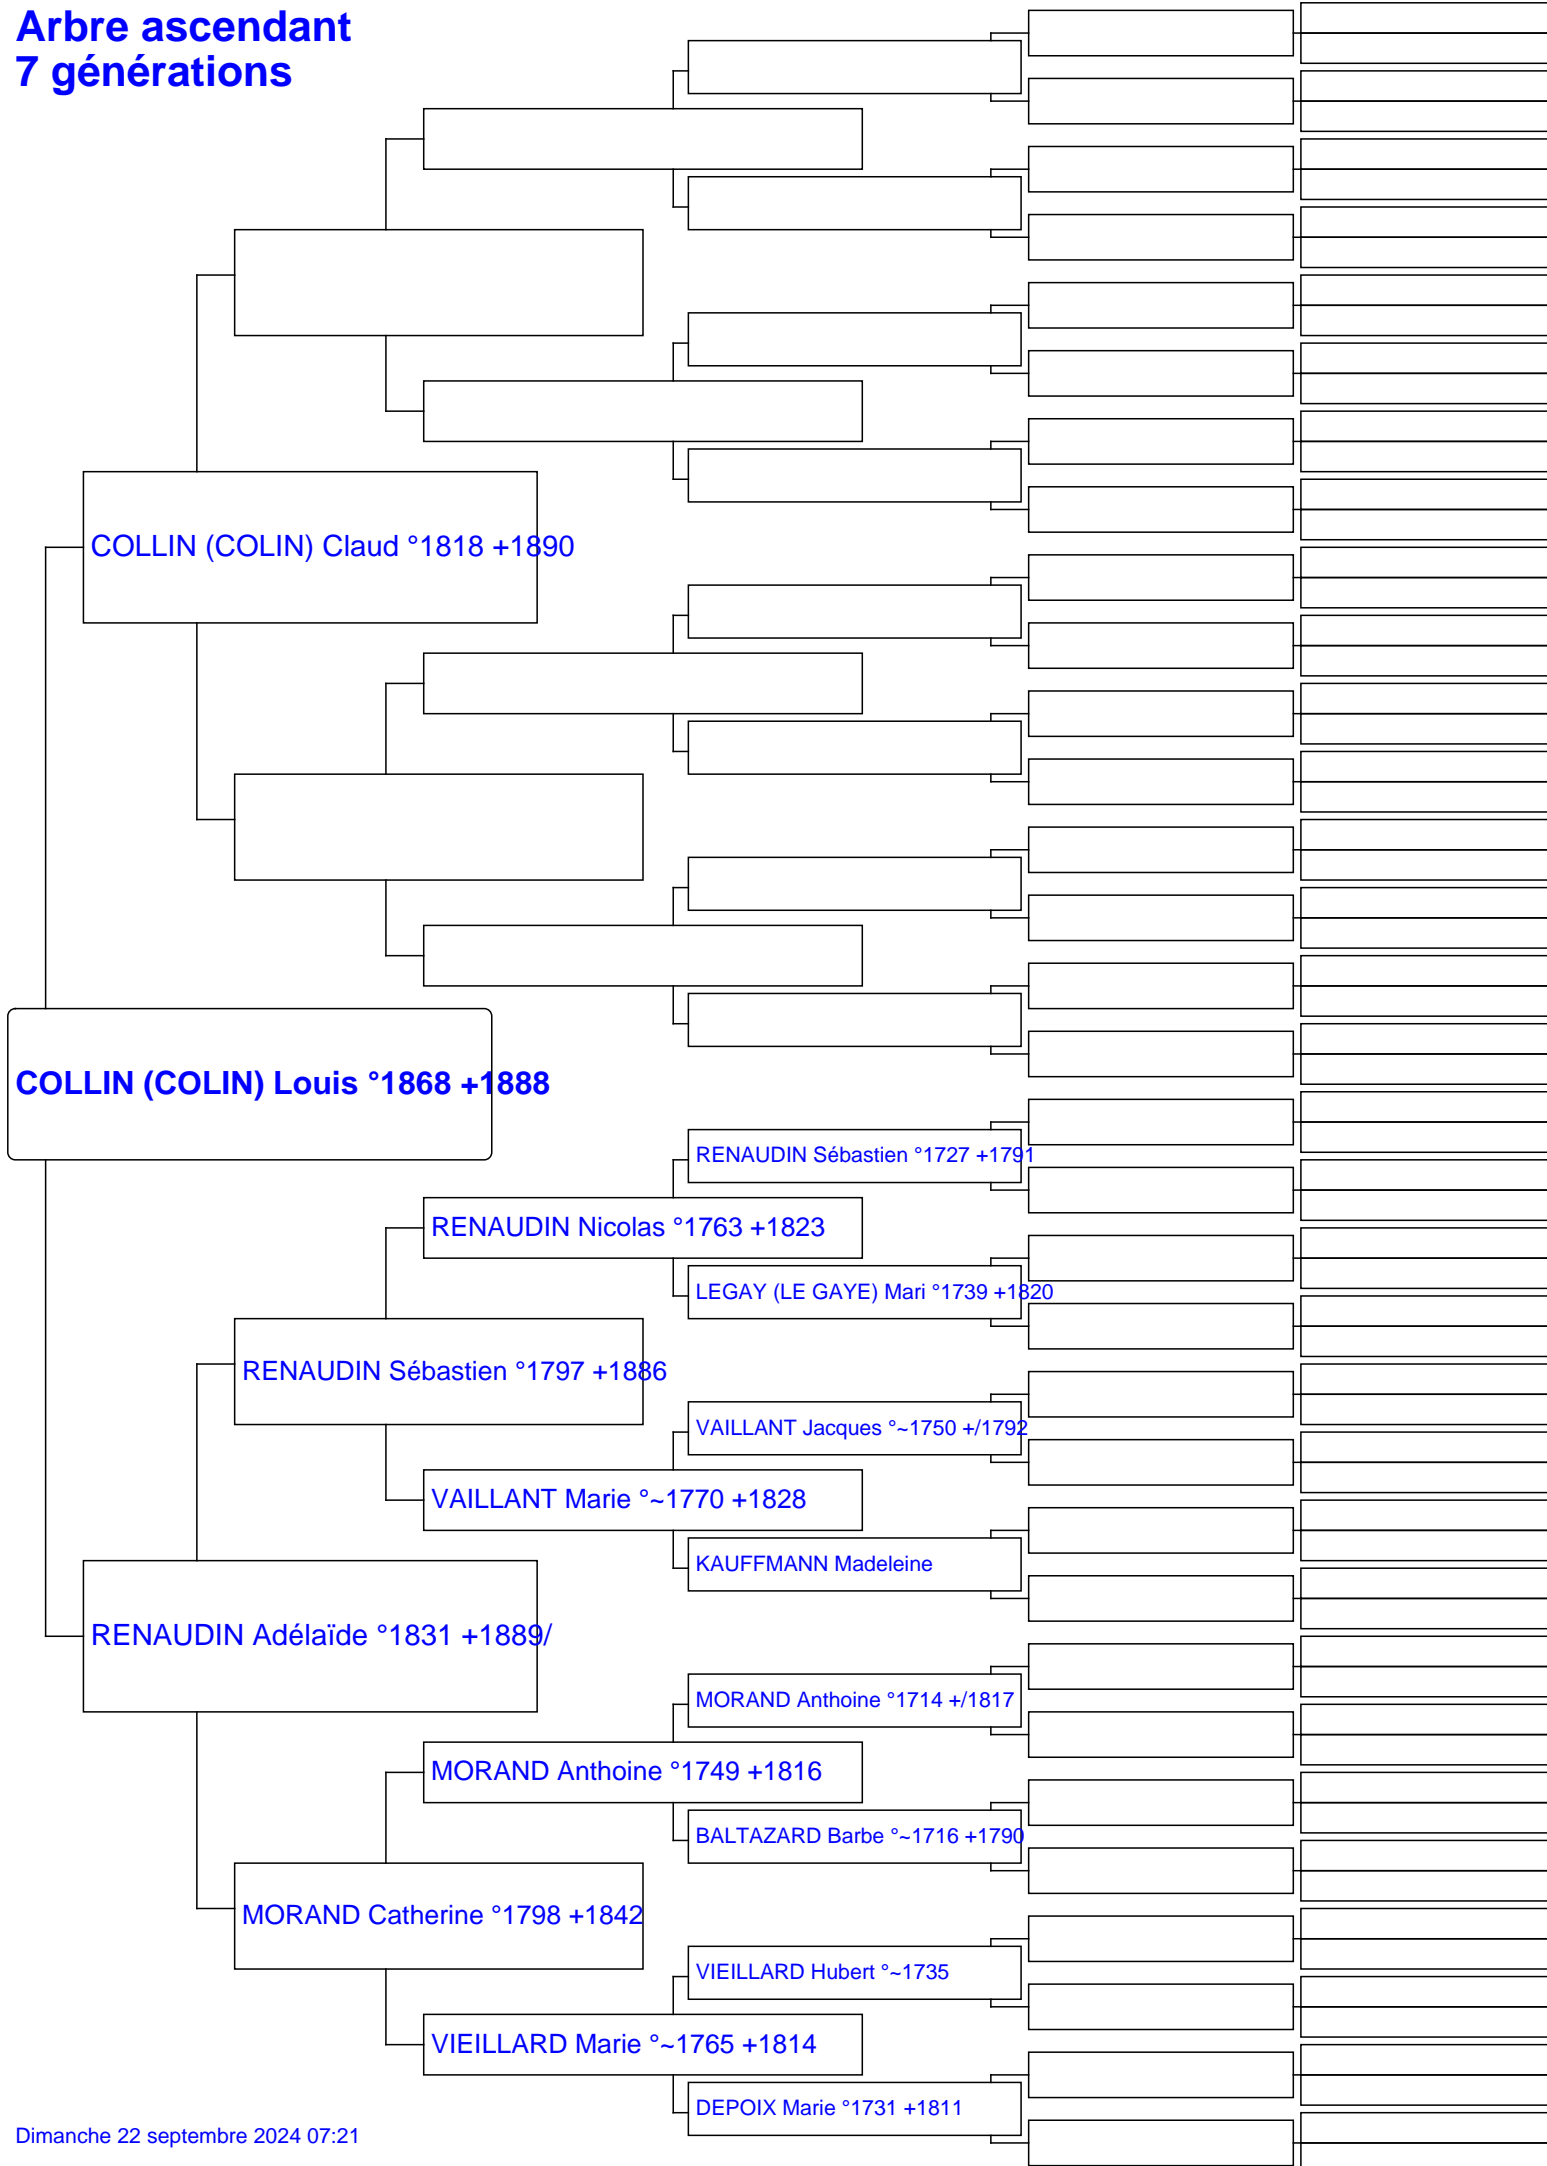 Arbre ascendant
7 générations
COLLIN (COLIN) Claud °1818 +1890
COLLIN (COLIN) Louis °1868 +1888
RENAUDIN Sébastien °1727 +1791
RENAUDIN Nicolas °1763 +1823
LEGAY (LE GAYE) Mari °1739 +1820
RENAUDIN Sébastien °1797 +1886
VAILLANT Jacques °~1750 +/1792
VAILLANT Marie °~1770 +1828
KAUFFMANN Madeleine
RENAUDIN Adélaïde °1831 +1889/
MORAND Anthoine °1714 +/1817
MORAND Anthoine °1749 +1816
BALTAZARD Barbe °~1716 +1790
MORAND Catherine °1798 +1842
VIEILLARD Hubert °~1735
VIEILLARD Marie °~1765 +1814
DEPOIX Marie °1731 +1811
Dimanche 22 septembre 2024 07:21